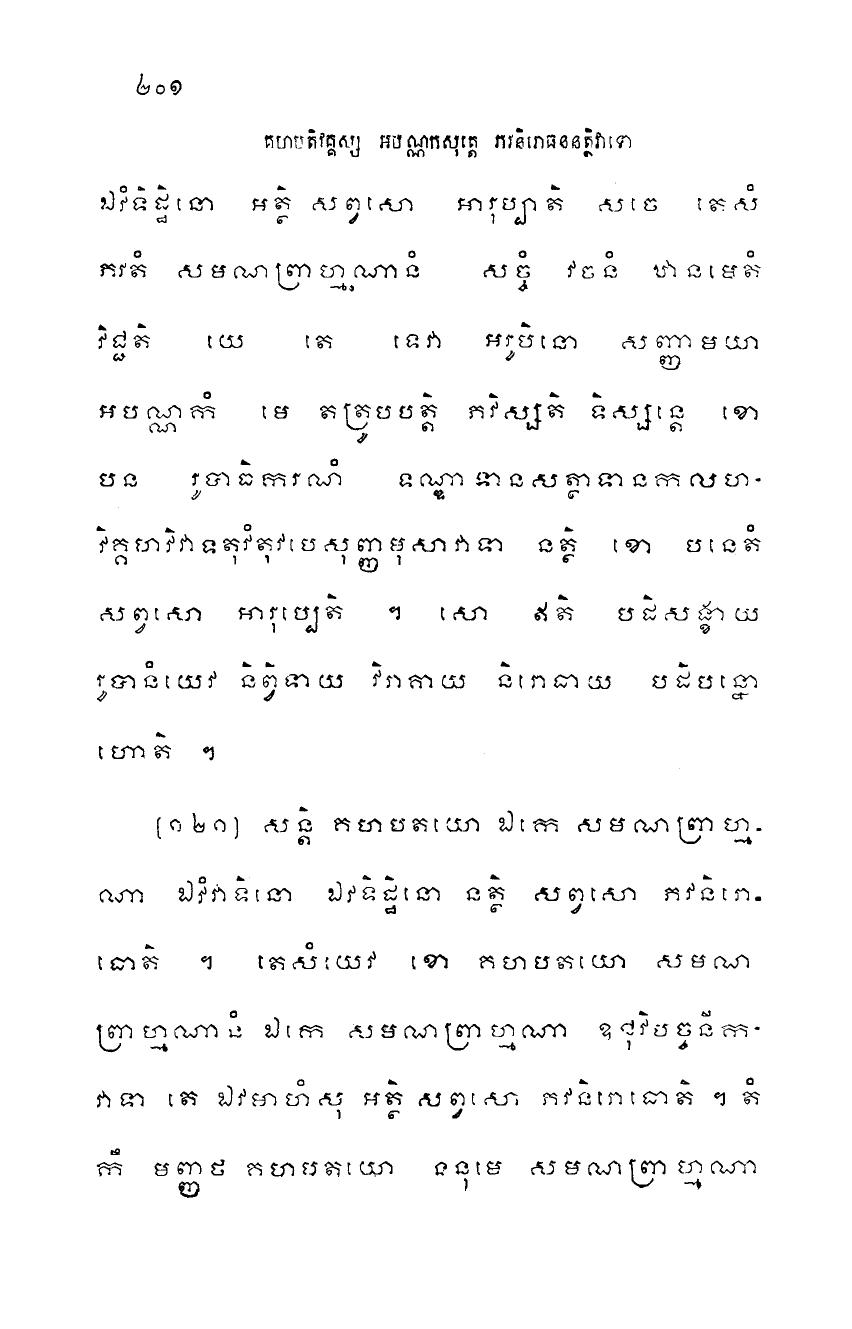 ២០១
គហបតិវគ្គស្ស អបណ្ណកសុត្តេ ភវនិរោធននត្ថិវាទោ
ឯវំទិដ្ឋិនោ អត្ថិ សព្វសោ អារុប្បាតិ សចេ តេសំ
ភវតំ សមណព្រាហ្មុណានំ សច្ចំ វចនំ ឋានមេតំ
វិជ្ជតិ យេ តេ ទេវា អរូបិនោ សញ្ញាមយា
អបណ្ណកំ មេ តត្រូបបត្តិ ភវិស្សតិ ទិស្សន្តេ ខោ
បន រូបាធិករណំ ទណ្ឌាទានសត្ថាទានកលហ-
វិគ្គហវិវាទតុវំតុវបេសុញ្ញមុសាវាទា នត្ថិ ខោ បនេតំ
សព្វសោ អារុប្បេតិ ។ សោ ឥតិ បដិសង្ខាយ
រូបានំយេវ និព្វិទាយ វិរាគាយ និរោធាយ បដិបន្នោ
ហោតិ ។
[១២១] សន្តិ គហបតយោ ឯកេ សមណព្រាហ្ម-
ណា ឯវំវាទិនោ ឯវទិដ្ឋិនោ នត្ថិ សព្វសោ ភវនិរោ-
ធោតិ ។ តេសំយេវ ខោ គហបតយោ សមណ
ព្រាហ្មណានំ ឯកេ សមណព្រាហ្មណា ឧជុវិបច្ចនីក-
វាទា តេ ឯវមាហំសុ អត្ថិ សព្វសោ ភវនិរោធោតិ ។ តំ
កឹ មញ្ញថ គហបតយោ ននុមេ សមណព្រាហ្មណា